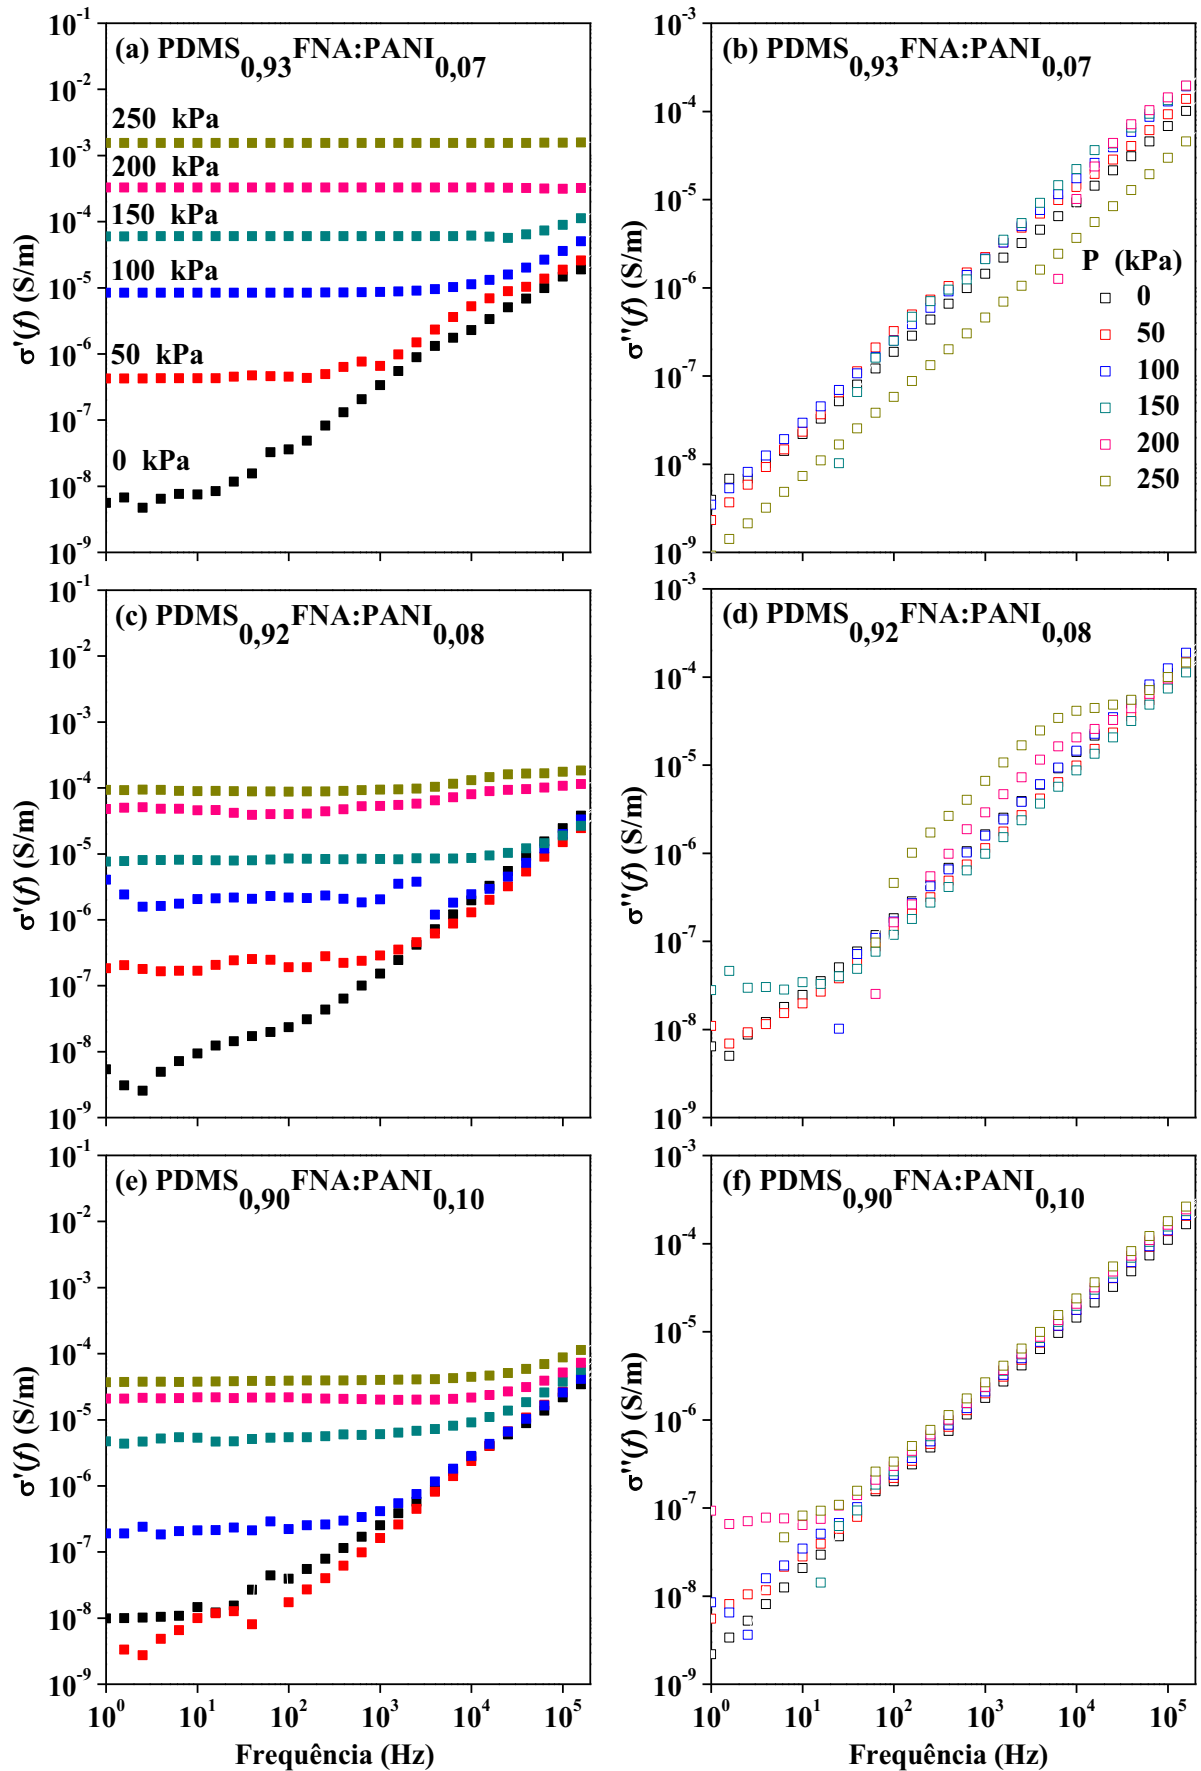 (a) PDMS0,93FNA:PANI0,07
10⁻¹
10⁻²
10⁻³
10⁻⁴
10⁻⁵
10⁻⁶
10⁻⁷
10⁻⁸
10⁻⁹
σ'(f) (S/m)
250 kPa
200 kPa
150 kPa
100 kPa
50 kPa
0 kPa
(b) PDMS0,93FNA:PANI0,07
10⁻³
10⁻⁴
10⁻⁵
10⁻⁶
10⁻⁷
10⁻⁸
10⁻⁹
σ''(f) (S/m)
P (kPa)
0
50
100
150
200
250
(c) PDMS0,92FNA:PANI0,08
10⁻¹
10⁻²
10⁻³
10⁻⁴
10⁻⁵
10⁻⁶
10⁻⁷
10⁻⁸
10⁻⁹
σ'(f) (S/m)
(d) PDMS0,92FNA:PANI0,08
10⁻³
10⁻⁴
10⁻⁵
10⁻⁶
10⁻⁷
10⁻⁸
10⁻⁹
σ''(f) (S/m)
(e) PDMS0,90FNA:PANI0,10
10⁻¹
10⁻²
10⁻³
10⁻⁴
10⁻⁵
10⁻⁶
10⁻⁷
10⁻⁸
10⁻⁹
σ'(f) (S/m)
10⁰ 10¹ 10² 10³ 10⁴ 10⁵
Frequência (Hz)
(f) PDMS0,90FNA:PANI0,10
10⁻³
10⁻⁴
10⁻⁵
10⁻⁶
10⁻⁷
10⁻⁸
10⁻⁹
σ''(f) (S/m)
10⁰ 10¹ 10² 10³ 10⁴ 10⁵
Frequência (Hz)